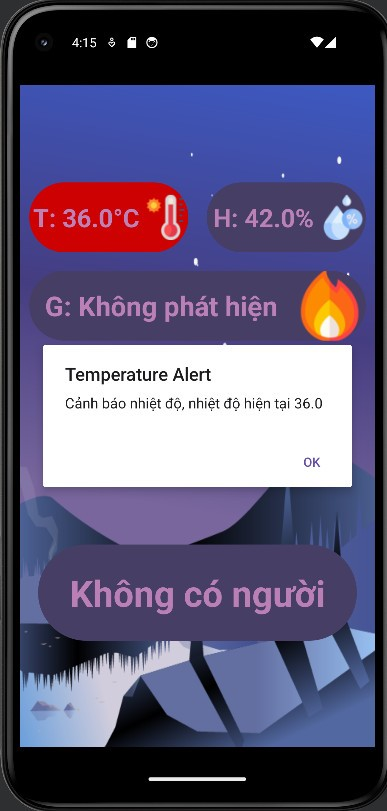 4:15
T: 36.0°C
H: 42.0%
%
G: Không phát hiện
Temperature Alert
Cảnh báo nhiệt độ, nhiệt độ hiện tại 36.0
OK
Không có người